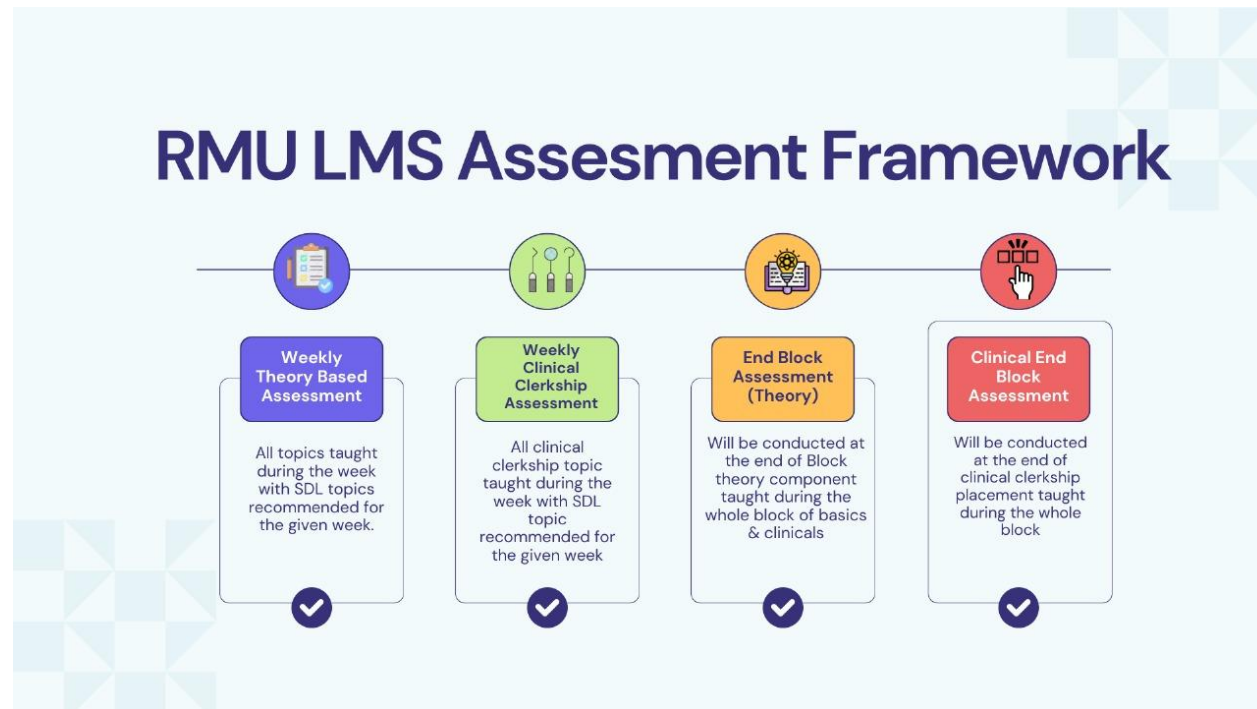 RMU LMS Assesment Framework
Weekly
Theory Based
Assessment
All topics taught
during the week
with SDL topics
recommended for
the given week.
Weekly
Clinical
Clerkship
Assessment
All clinical
clerkship topic
taught during the
week with SDL
topic
recommended for
the given week
End Block
Assessment
(Theory)
Will be conducted at
the end of Block
theory component
taught during the
whole block of basics
& clinicals
Clinical End
Block
Assessment
Will be conducted
at the end of
clinical clerkship
placement taught
during the whole
block